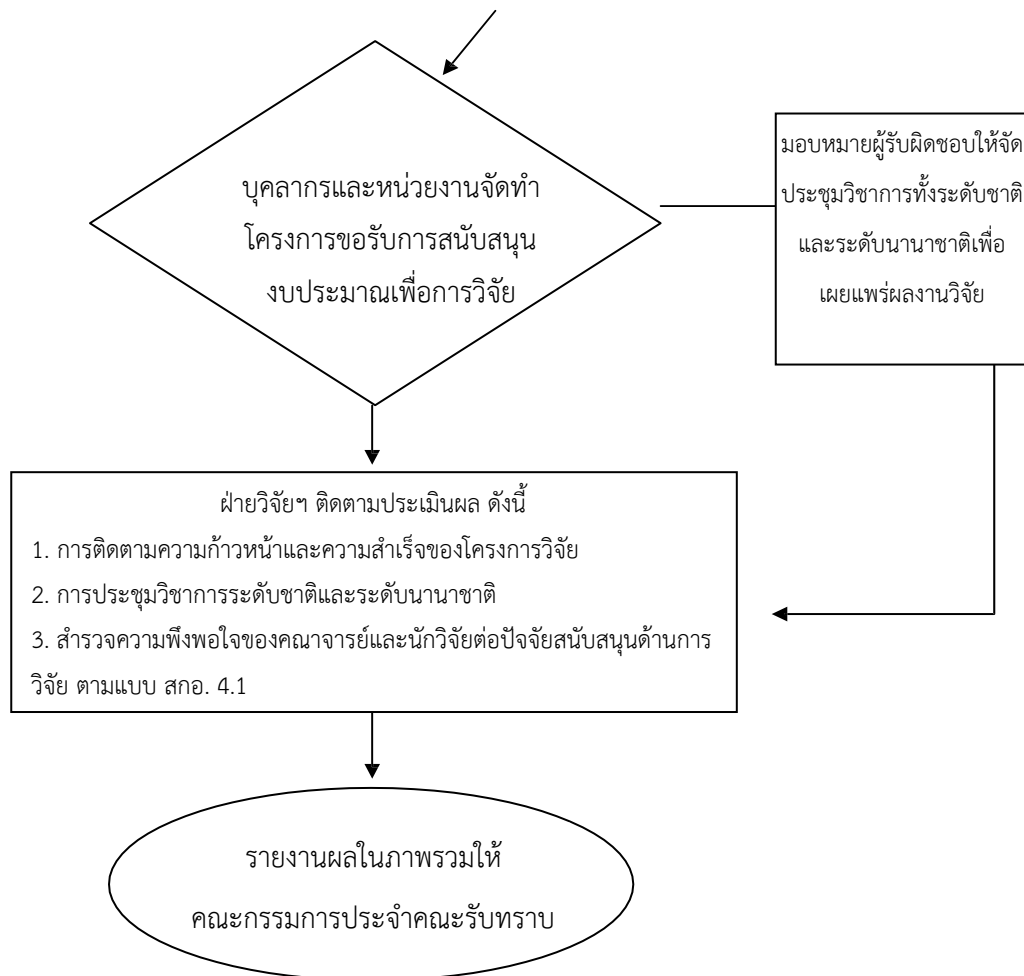 บุคลากรและหน่วยงานจัดทำ
โครงการขอรับการสนับสนุน
งบประมาณเพื่อการวิจัย
มอบหมายผู้รับผิดชอบให้จัด
ประชุมวิชาการทั้งระดับชาติ
และระดับนานาชาติเพื่อ
เผยแพร่ผลงานวิจัย
ฝ่ายวิจัยฯ ติดตามประเมินผล ดังนี้
1. การติดตามความก้าวหน้าและความสำเร็จของโครงการวิจัย
2. การประชุมวิชาการระดับชาติและระดับนานาชาติ
3. สำรวจความพึงพอใจของคณาจารย์และนักวิจัยต่อปัจจัยสนับสนุนด้านการ
วิจัย ตามแบบ สกอ. 4.1
รายงานผลในภาพรวมให้
คณะกรรมการประจำคณะรับทราบ